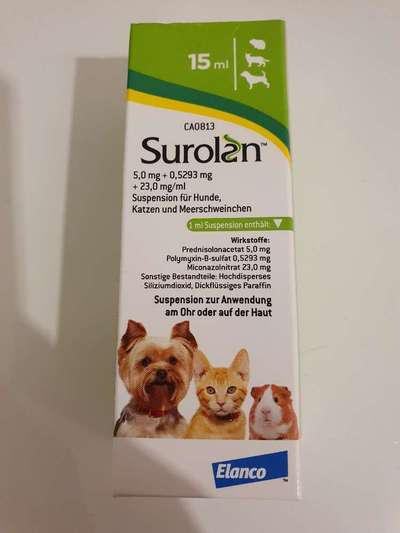 15 ml
CA0813
Surolan™
5,0 mg + 0,5293 mg
+ 23,0 mg/ml
Suspension für Hunde,
Katzen und Meerschweinchen
1 ml Suspension enthält:
Wirkstoffe:
Prednisolonacetat 5,0 mg
Polymyxin-B-sulfat 0,5293 mg
Miconazolnitrat 23,0 mg
Sonstige Bestandteile: Hochdisperses
Siliziumdioxid, Dickflüssiges Paraffin
Suspension zur Anwendung
am Ohr oder auf der Haut
Elanco™